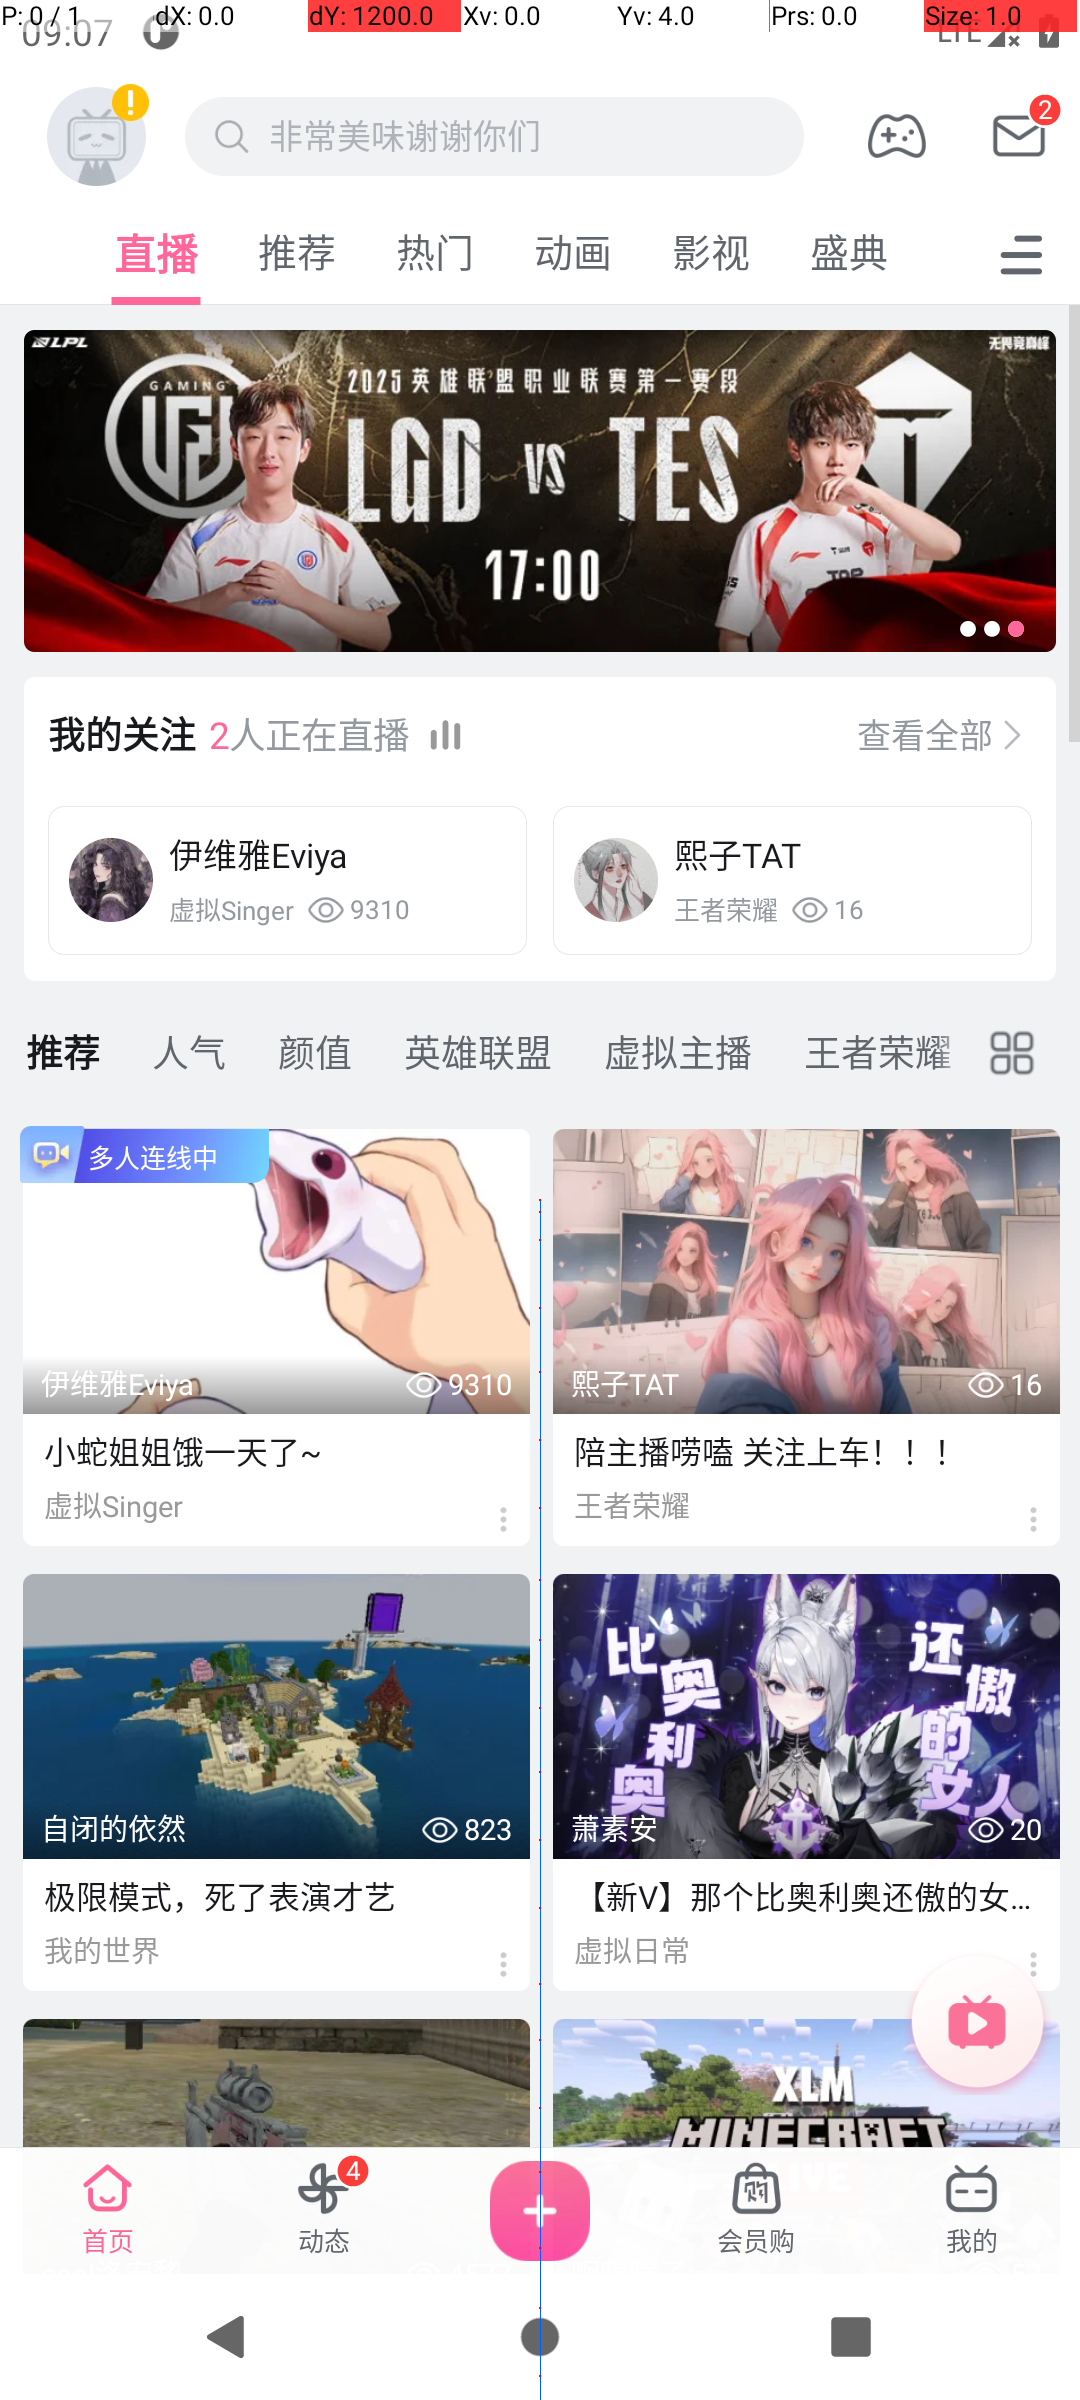 P: 0 / 1 dX: 0.0 dY: 1200.0 Xv: 0.0 Yv: 4.0 Prs: 0.0 Size: 1.0
09:07 LTE
非常美味谢谢你们 2
直播 推荐 热门 动画 影视 盛典
LPL 无畏竞巅峰
GAMING
2025英雄联盟职业联赛第一赛段
LGD VS TES
17:00
我的关注 2人正在直播 查看全部
伊维雅Eviya 熙子TAT
虚拟Singer 9310 王者荣耀 16
推荐 人气 颜值 英雄联盟 虚拟主播 王者荣耀
多人连线中
伊维雅Eviya 9310 熙子TAT 16
小蛇姐姐饿一天了~ 陪主播唠嗑 关注上车！！！
虚拟Singer 王者荣耀
比奥利奥 还傲的女人
自闭的依然 823 萧素安 20
极限模式，死了表演才艺 【新V】那个比奥利奥还傲的女...
我的世界 虚拟日常
XLM
MINECRAFT
4
首页 动态 会员购 我的